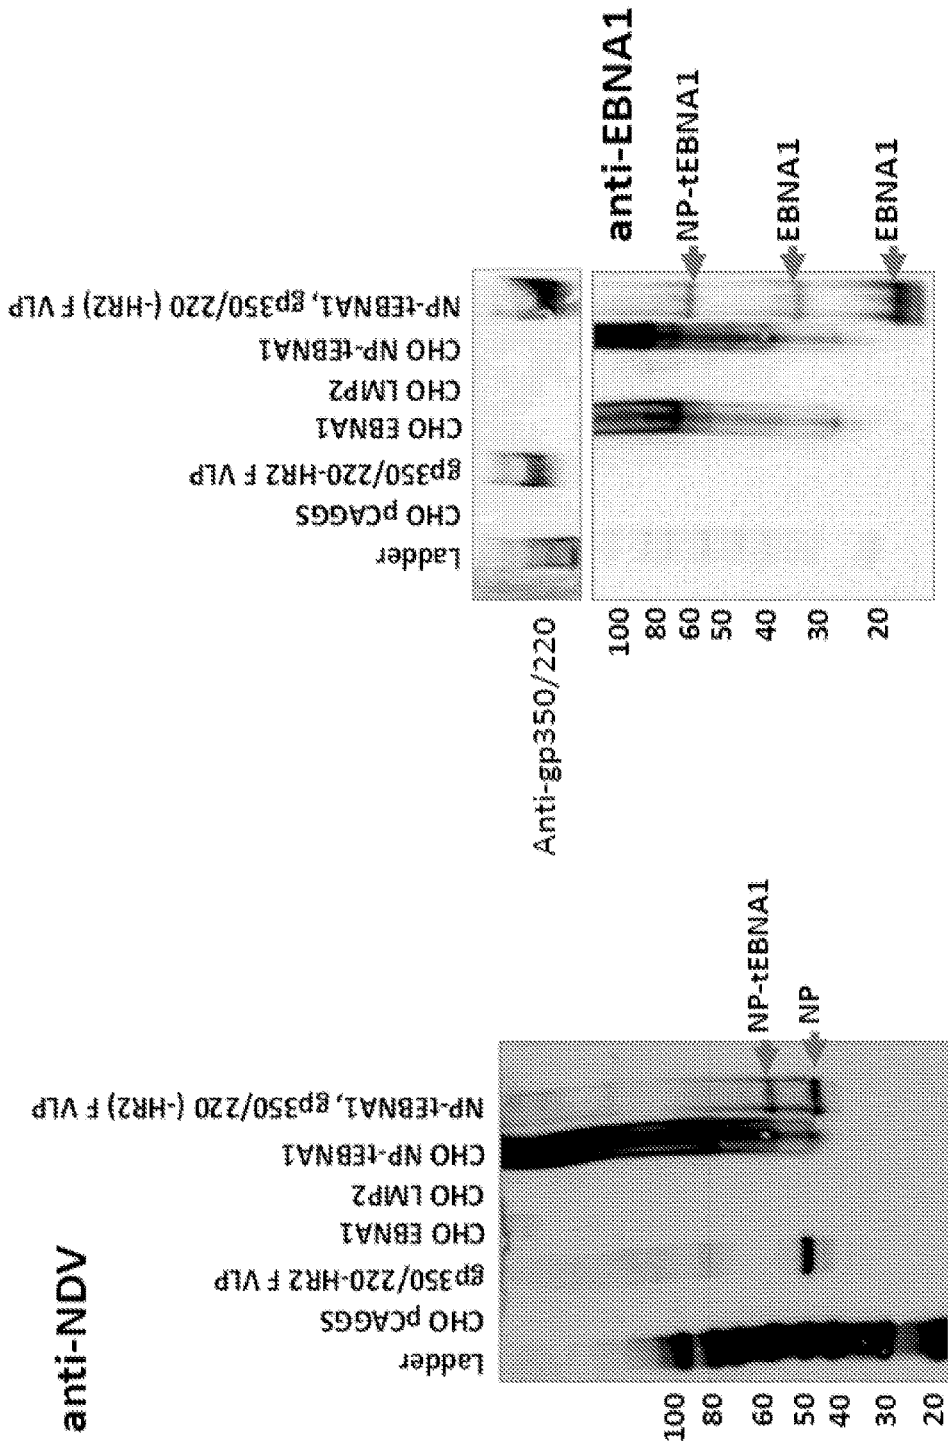 anti-NDV
Ladder
CHO pCAGGS
gp350/220-HR2 F VLP
CHO EBNA1
CHO LMP2
CHO NP-tEBNA1
NP-tEBNA1, gp350/220 (-HR2) F VLP
100
80
60
50
40
30
20
NP-tEBNA1
NP
Ladder
CHO pCAGGS
gp350/220-HR2 F VLP
CHO EBNA1
CHO LMP2
CHO NP-tEBNA1
NP-tEBNA1, gp350/220 (-HR2) F VLP
Anti-gp350/220
anti-EBNA1
100
80
60
50
40
30
20
NP-tEBNA1
EBNA1
EBNA1